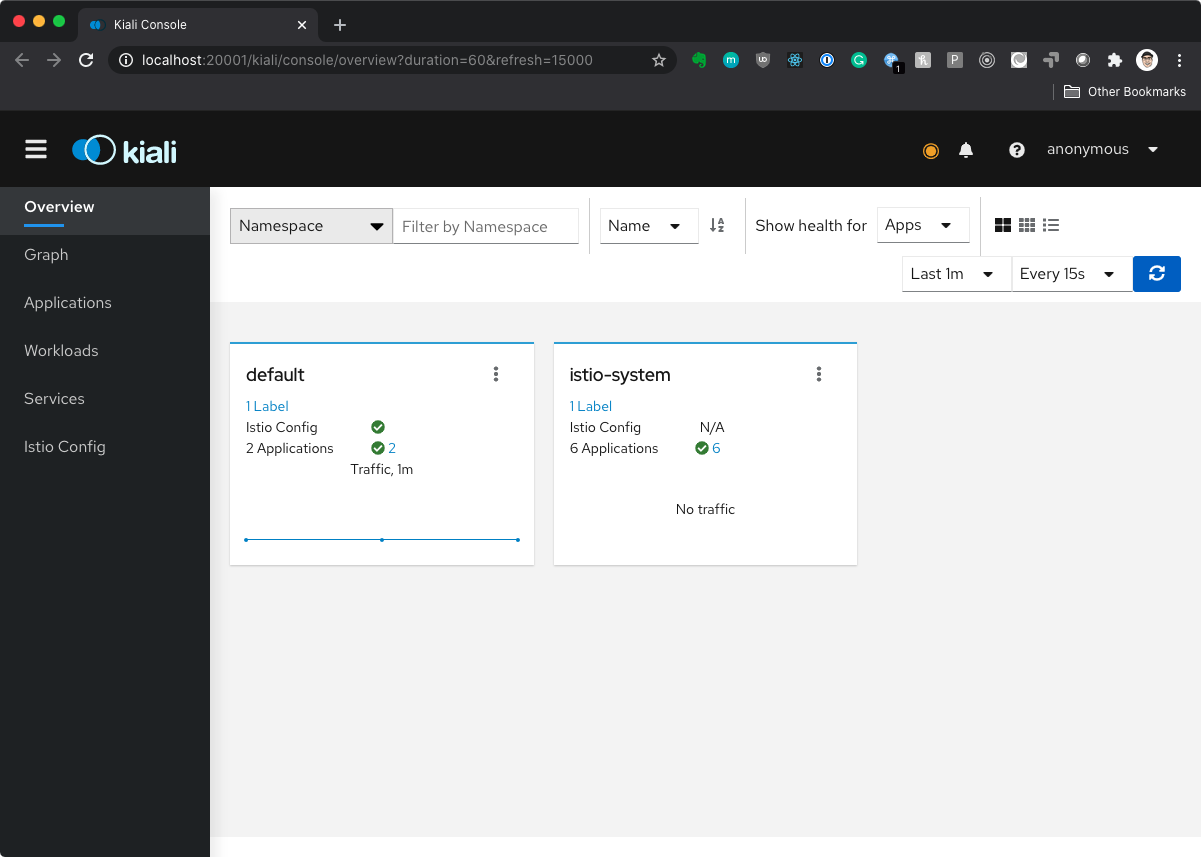 Kiali Console
localhost:20001/kiali/console/overview?duration=60&refresh=15000
m
UD
G
1
P
Other Bookmarks
kiali
anonymous
Overview
Graph
Applications
Workloads
Services
Istio Config
Namespace
Filter by Namespace
Name
Show health for
Apps
Last 1m
Every 15s
default
1 Label
Istio Config
2 Applications 2
Traffic, 1m
istio-system
1 Label
Istio Config N/A
6 Applications 6
No traffic